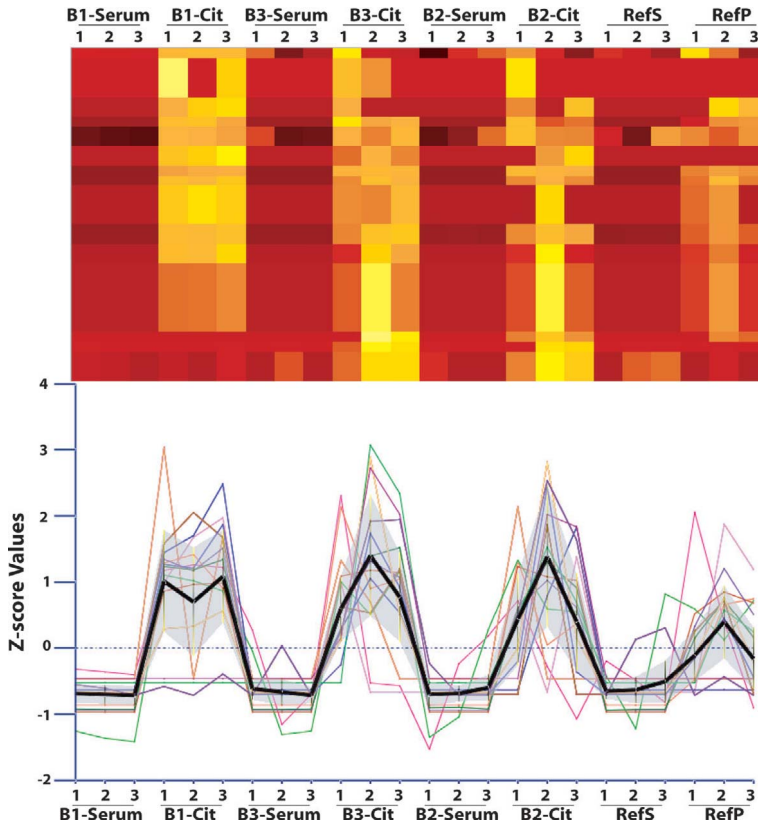 B1-Serum B1-Cit B3-Serum B3-Cit B2-Serum B2-Cit RefS RefP
1 2 3 1 2 3 1 2 3 1 2 3 1 2 3 1 2 3 1 2 3 1 2 3
4
3
2
1
0
-1
-2
Z-score Values
1 2 3 1 2 3 1 2 3 1 2 3 1 2 3 1 2 3 1 2 3 1 2 3
B1-Serum B1-Cit B3-Serum B3-Cit B2-Serum B2-Cit RefS RefP